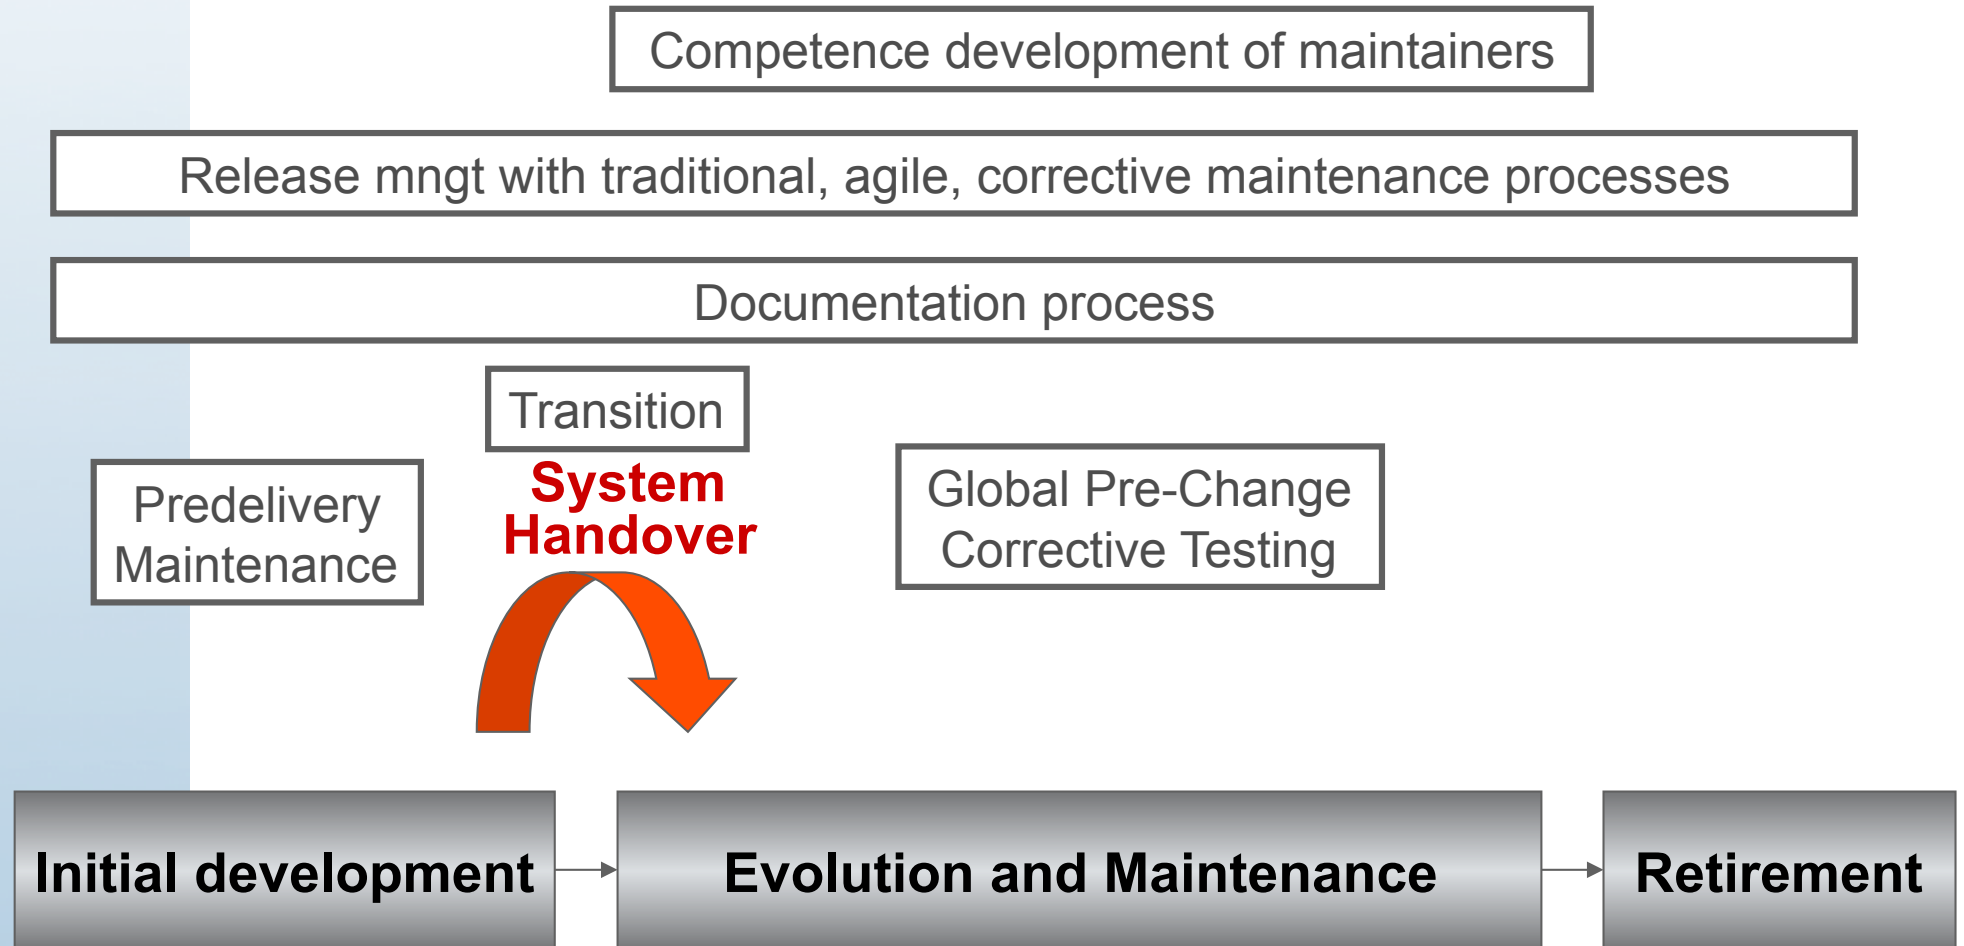 Competence development of maintainers
Release mngt with traditional, agile, corrective maintenance processes
Documentation process
Transition
System
Handover
Predelivery
Maintenance
Global Pre-Change
Corrective Testing
Initial development
Evolution and Maintenance
Retirement